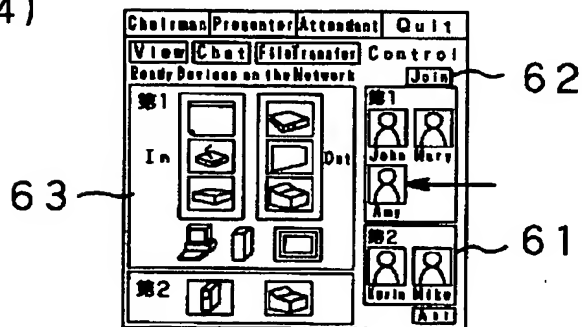 4)
Chairman Presenter Attendant Quit
View Chat FileTransfer Control
Ready Devices on the Network Join
62
第1
In
Out
第1
John Mary
Amy
63
61
第2
第2
Karin Mike